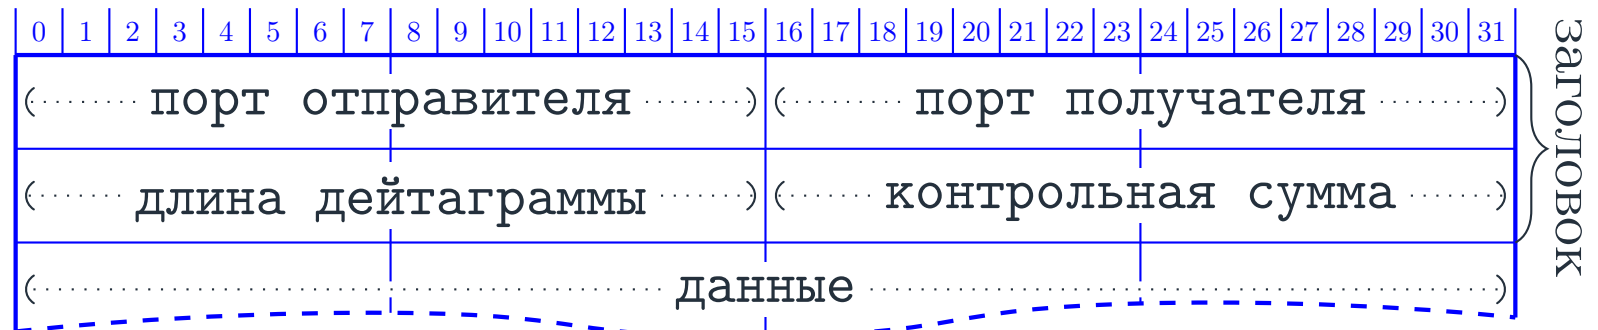 0 1 2 3 4 5 6 7 8 9 10 11 12 13 14 15 16 17 18 19 20 21 22 23 24 25 26 27 28 29 30 31
порт отправителя порт получателя
длина дейтаграммы контрольная сумма
данные
заголовок